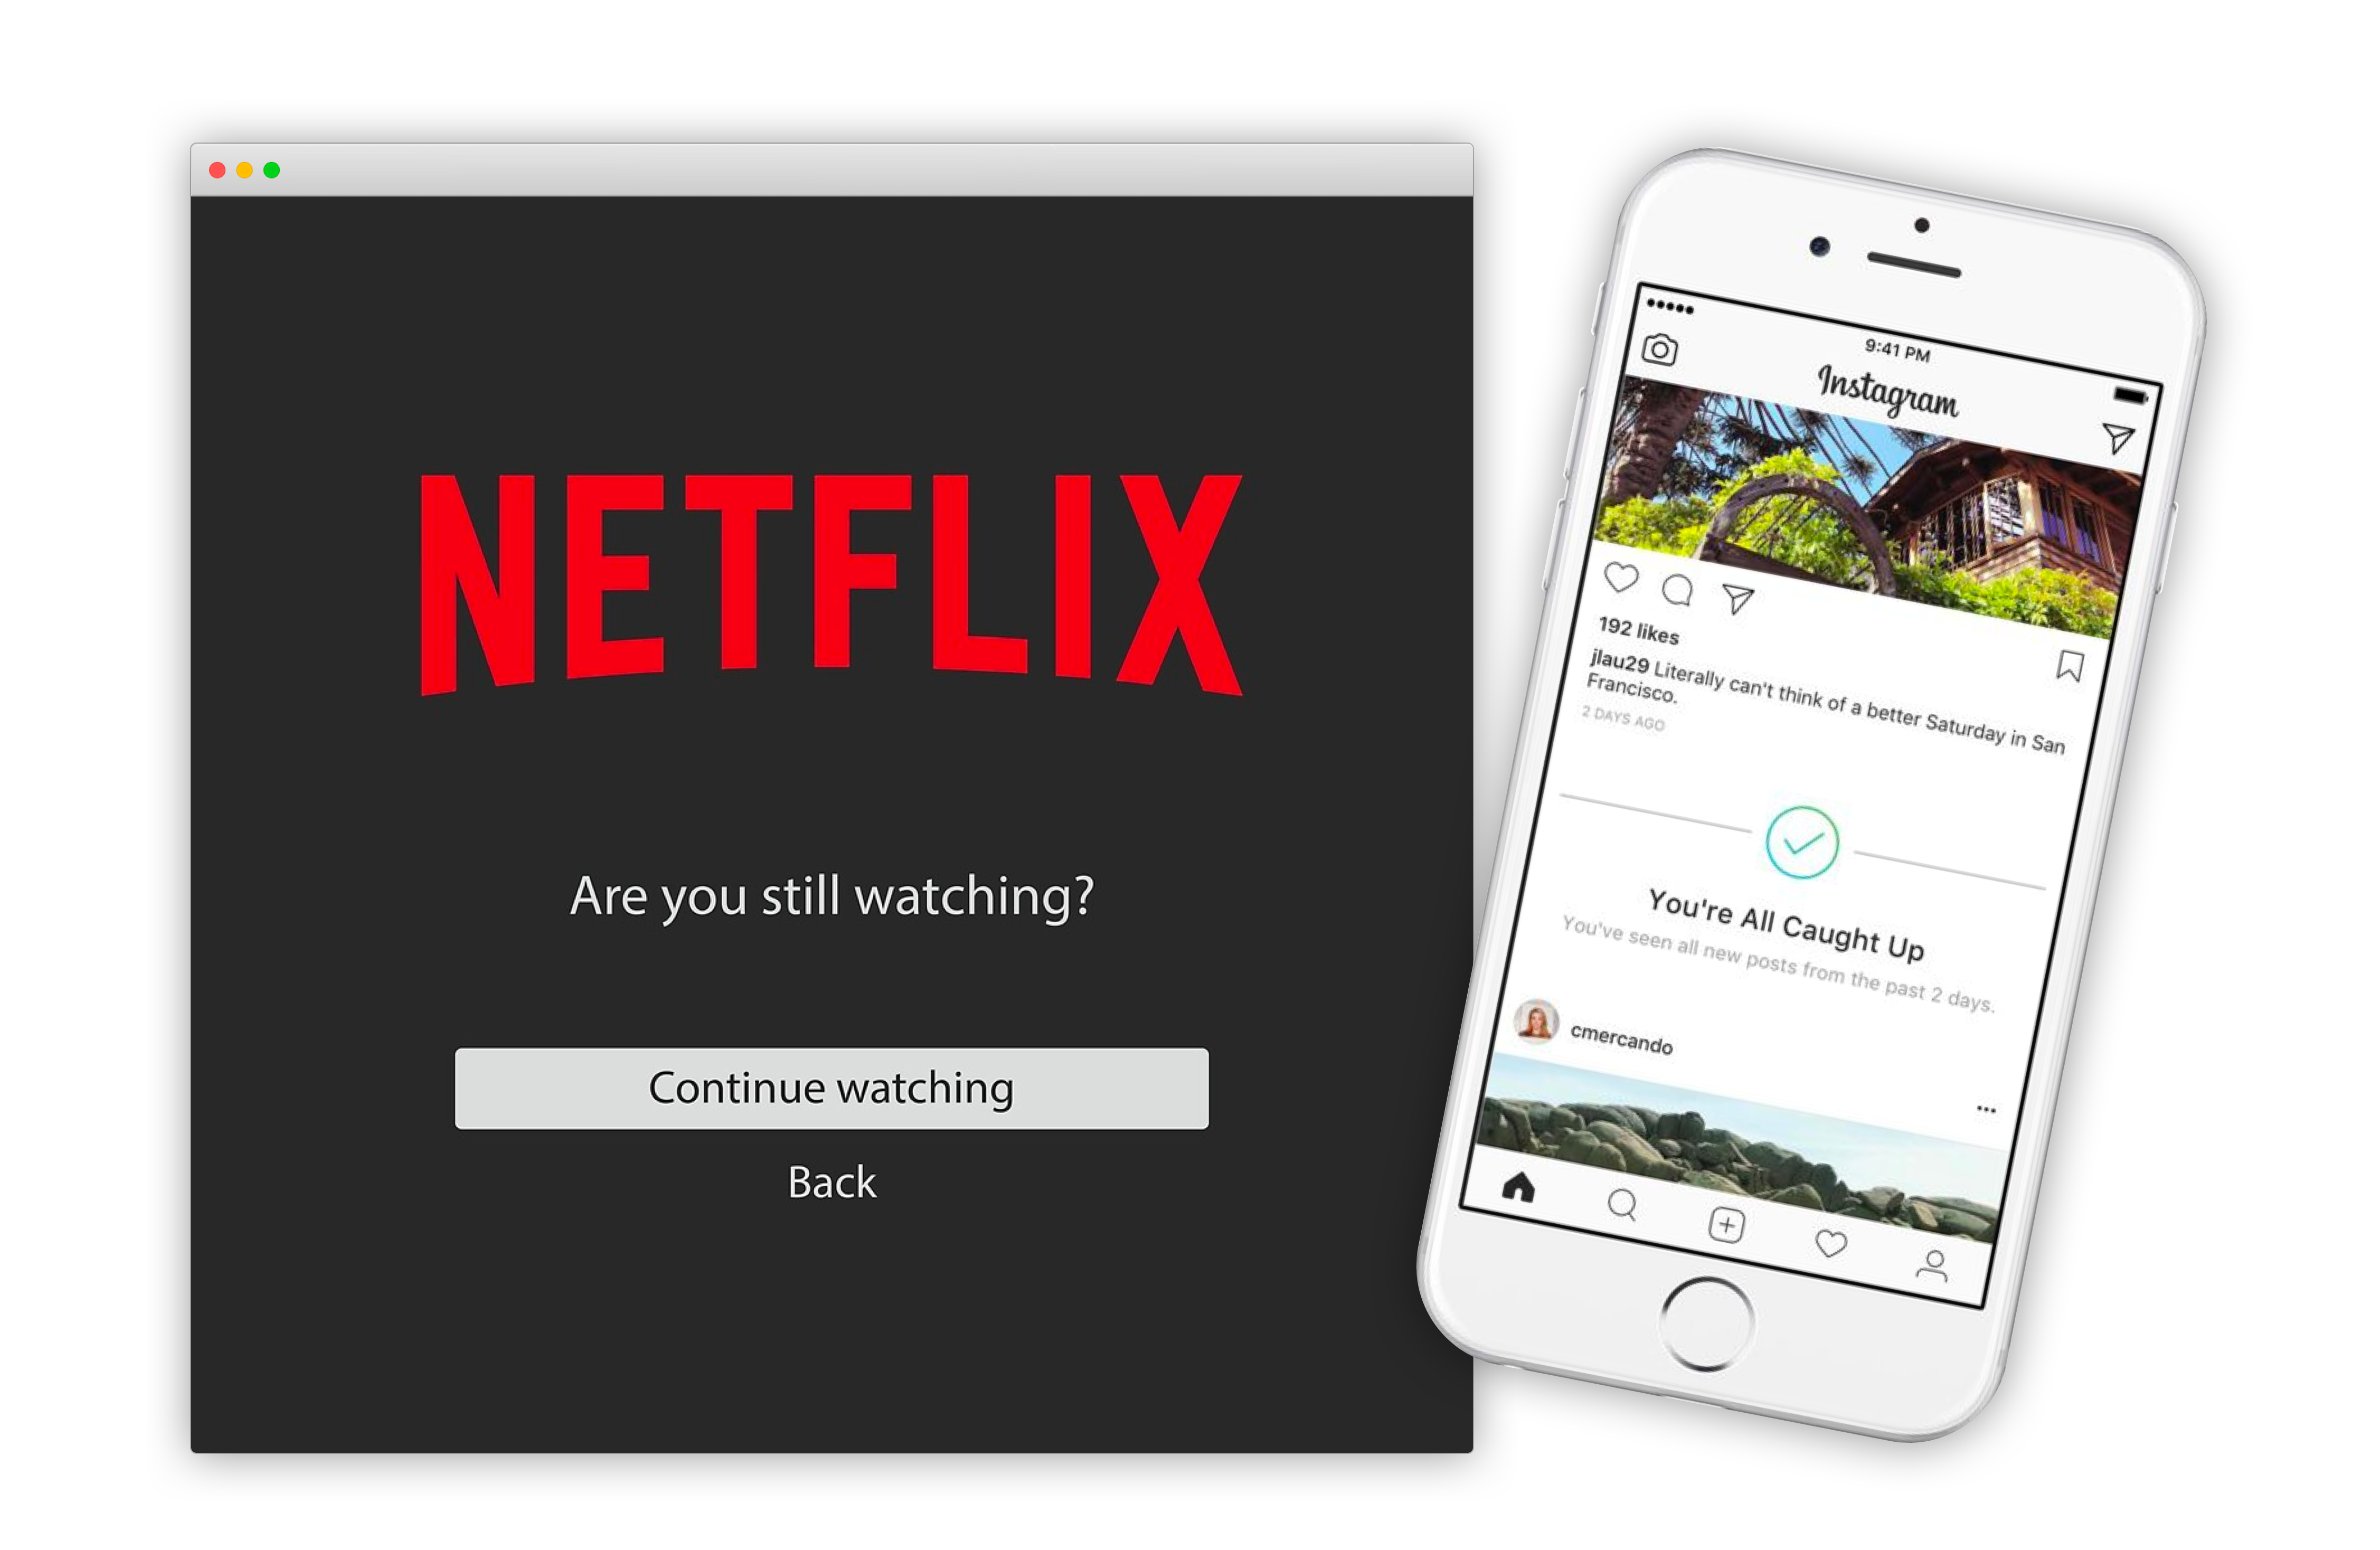 NETFLIX
Are you still watching?
Continue watching
Back
9:41 PM
Instagram
192 likes
jlau29 Literally can't think of a better Saturday in San
Francisco.
2 DAYS AGO
You're All Caught Up
You've seen all new posts from the past 2 days.
cmercando